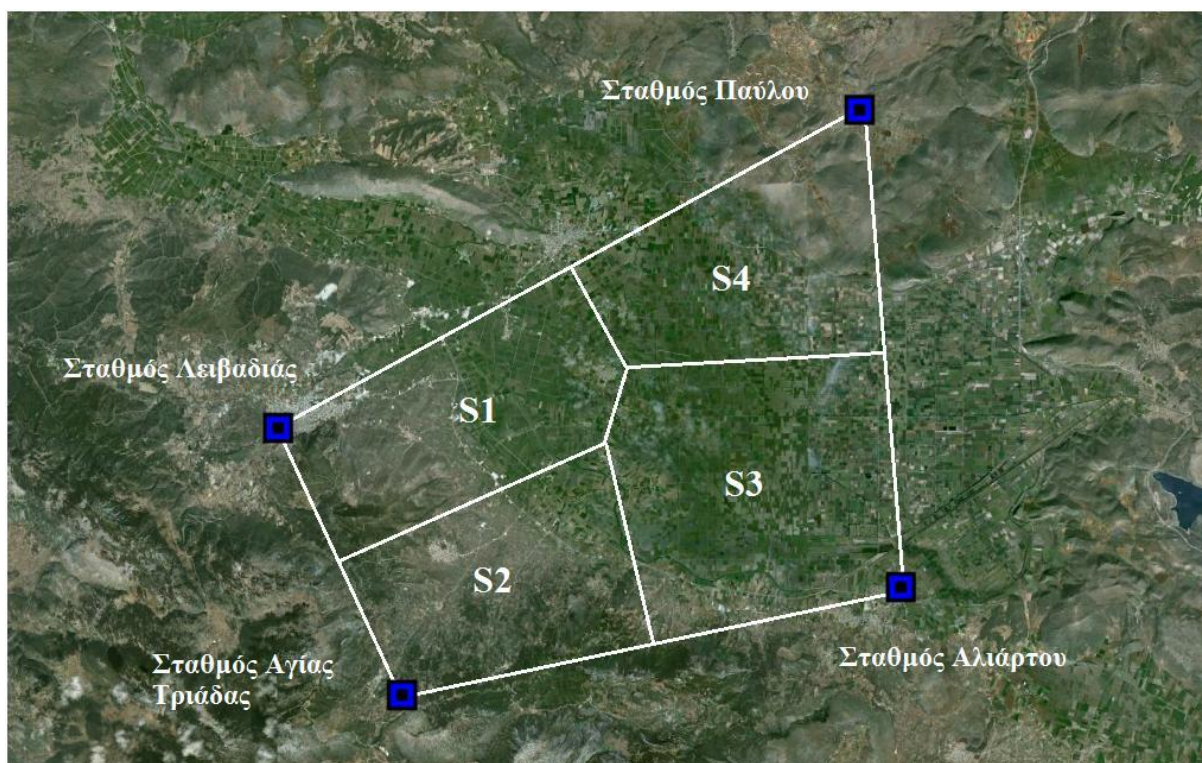 Σταθμός Παύλου
S4
Σταθμός Λειβαδιάς
S1
S3
S2
Σταθμός Αγίας
Τριάδας
Σταθμός Αλιάρτου